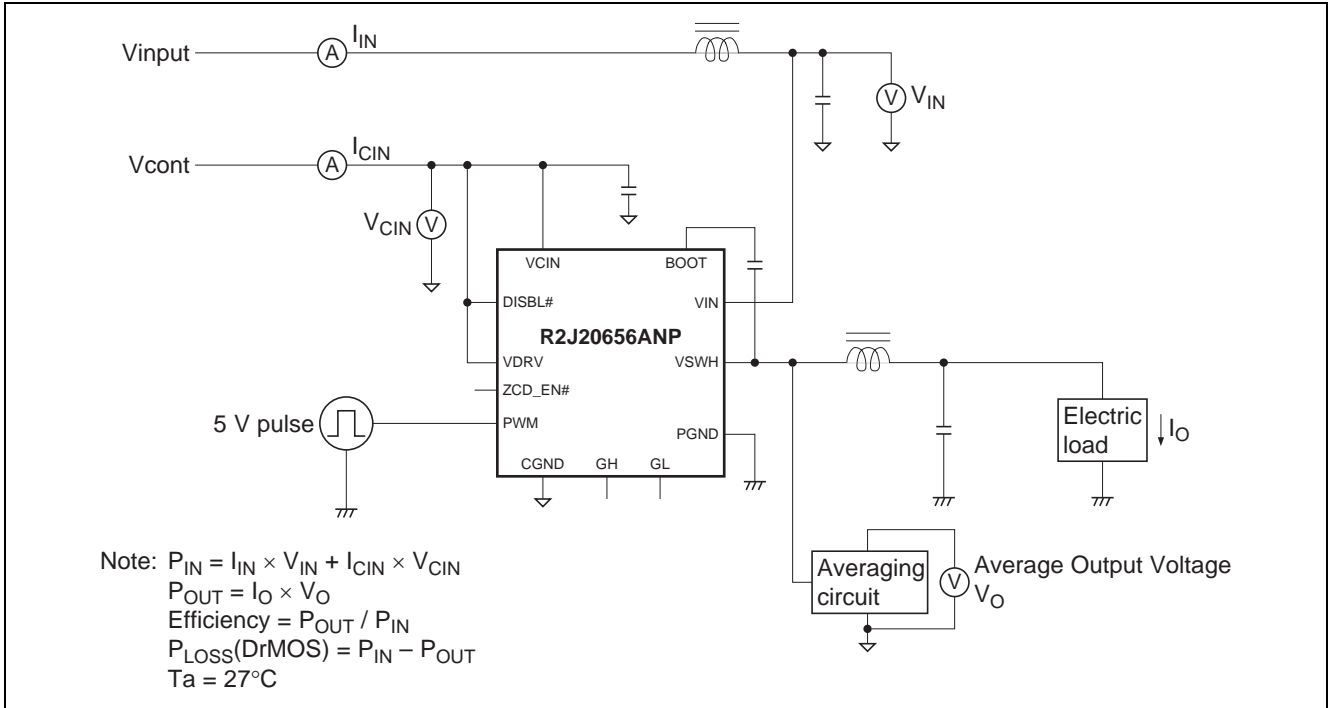 Vinput
A
I_IN
V
V_IN
Vcont
A
I_CIN
V_CIN
V
VCIN
BOOT
DISBL#
VIN
R2J20656ANP
VDRV
VSWH
ZCD_EN#
5 V pulse
PWM
PGND
CGND
GH
GL
Electric
load
I_O
Averaging
circuit
V
Average Output Voltage
V_O
Note: P_IN = I_IN × V_IN + I_CIN × V_CIN
P_OUT = I_O × V_O
Efficiency = P_OUT / P_IN
P_LOSS(DrMOS) = P_IN – P_OUT
Ta = 27°C